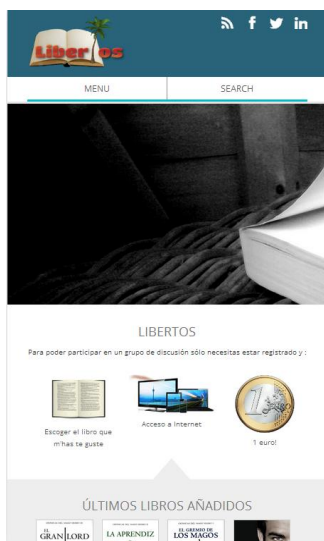 Libertos
MENU SEARCH
LIBERTOS
Para poder participar en un grupo de discusión sólo necesitas estar registrado y :
Escoger el libro que
m'has te guste
Acceso a Internet
1 euro!
ÚLTIMOS LIBROS AÑADIDOS
EL
GRAN LORD
LA APRENDIZ
EL GREMIO DE
LOS MAGOS